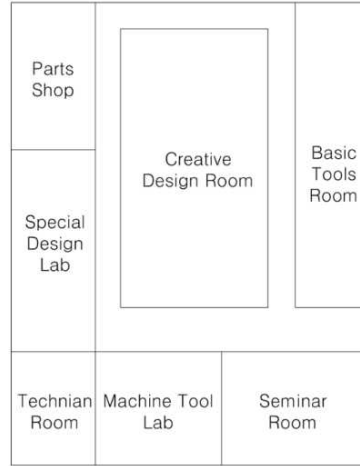 Parts
Shop
Creative
Design Room
Basic
Tools
Room
Special
Design
Lab
Technian
Room
Machine Tool
Lab
Seminar
Room